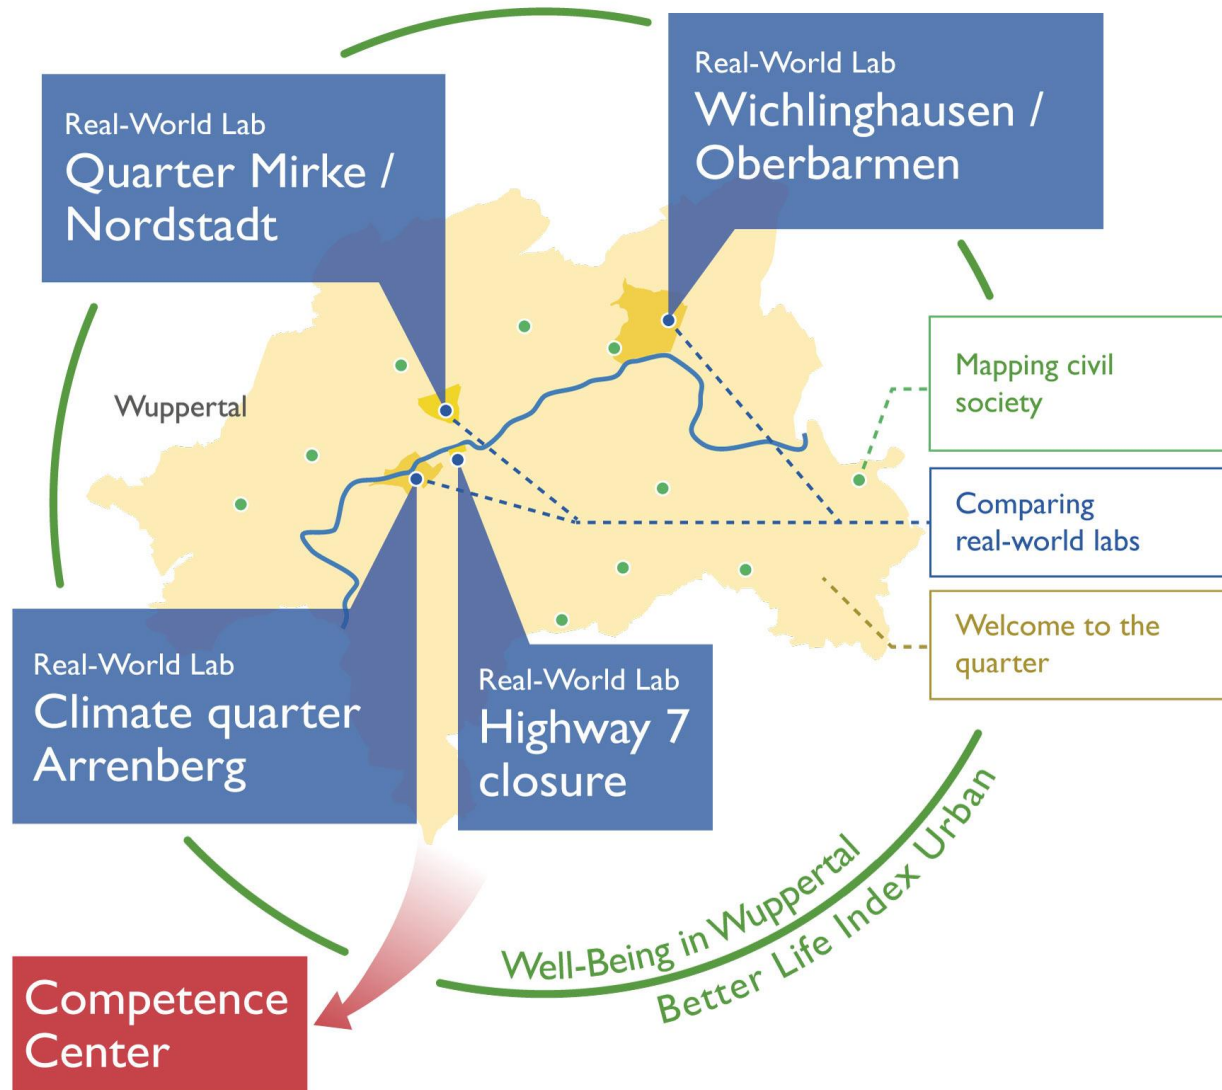 Real-World Lab
Wichlinghausen /
Oberbarmen
Real-World Lab
Quarter Mirke /
Nordstadt
Wuppertal
Mapping civil
society
Comparing
real-world labs
Welcome to the
quarter
Real-World Lab
Climate quarter
Arrenberg
Real-World Lab
Highway 7
closure
Well-Being in Wuppertal
Better Life Index Urban
Competence
Center